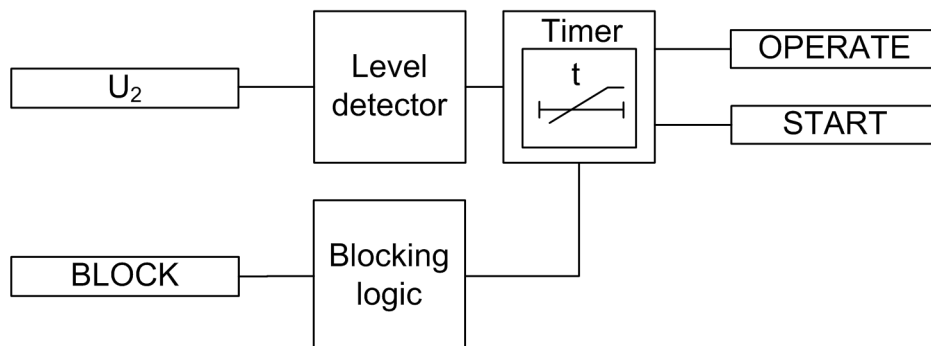 U₂
Level
detector
Timer
t
OPERATE
START
BLOCK
Blocking
logic